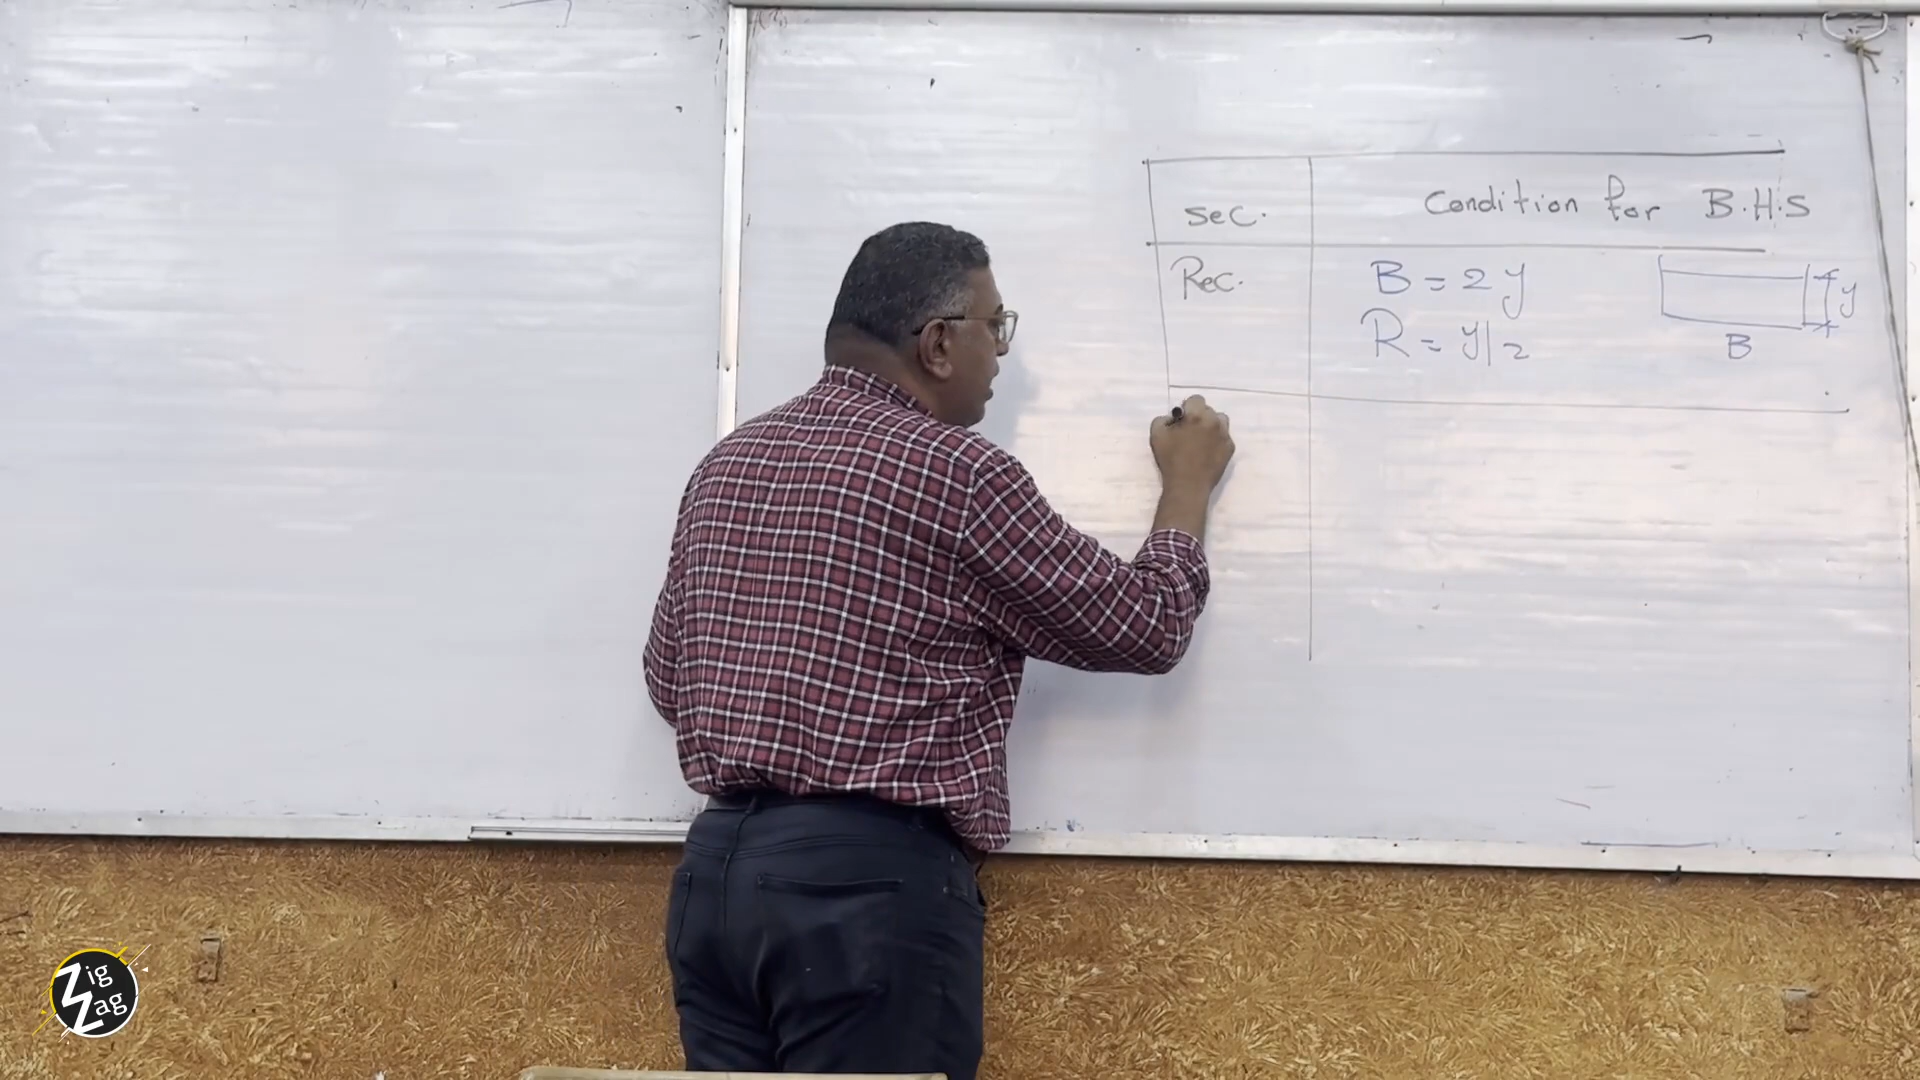 sec.
Condition for B.H.S
Rec.
B = 2y
R = y/2
y
B
Zig
Zag